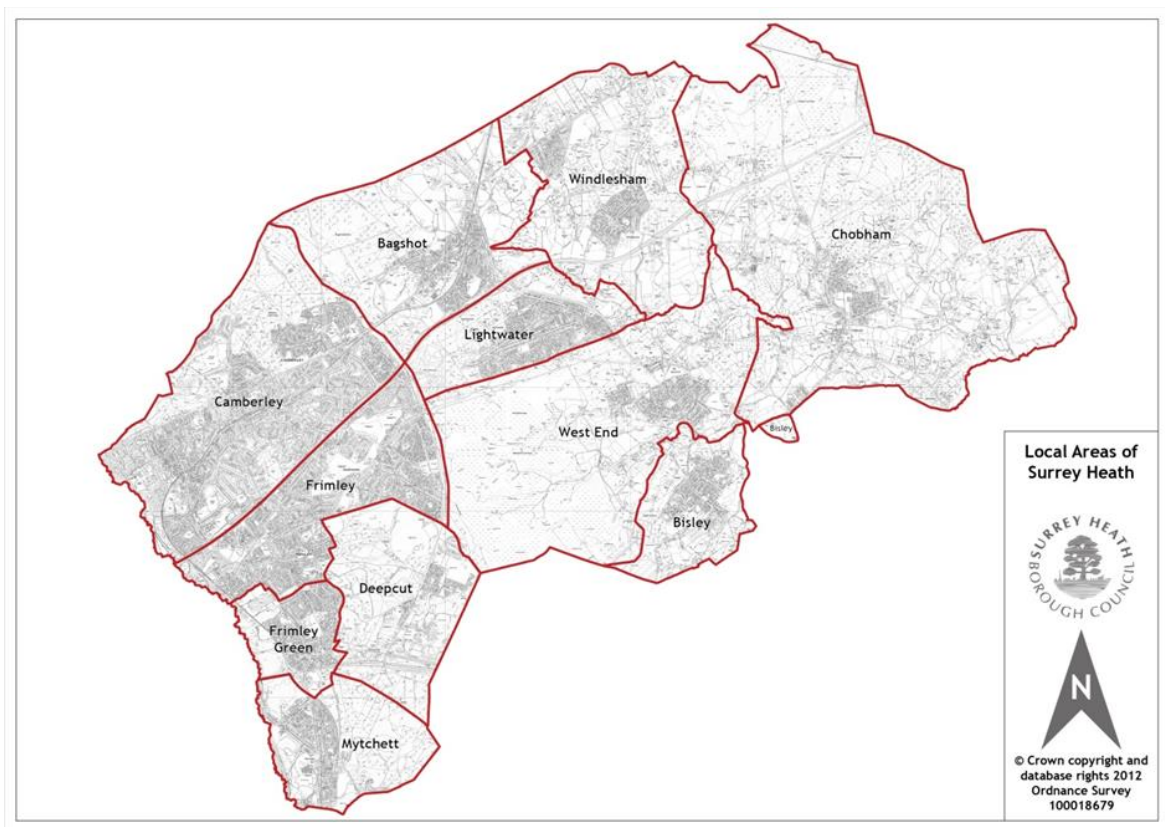 Windlesham
Chobham
Bagshot
Lightwater
Camberley
West End
Bisley
Frimley
Bisley
Deepcut
Frimley
Green
Mytchett
Local Areas of
Surrey Heath
SURREY HEATH
BOROUGH COUNCIL
N
© Crown copyright and
database rights 2012
Ordnance Survey
100018679